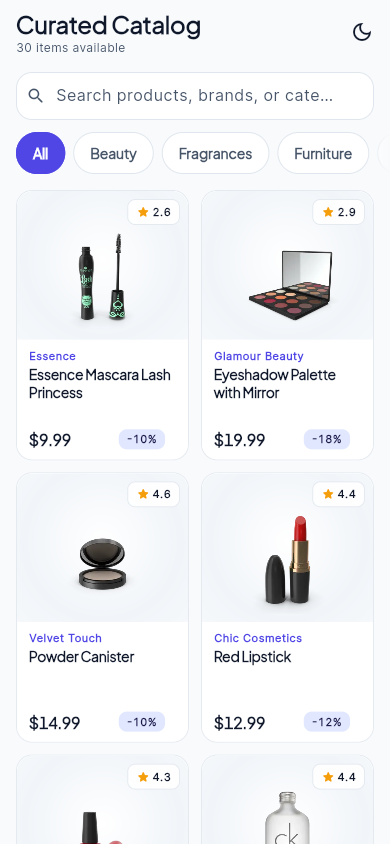 Curated Catalog
30 items available
Search products, brands, or cate...
All
Beauty
Fragrances
Furniture
2.6
Essence
Essence Mascara Lash
Princess
$9.99
-10%
2.9
Glamour Beauty
Eyeshadow Palette
with Mirror
$19.99
-18%
4.6
Velvet Touch
Powder Canister
$14.99
-10%
4.4
Chic Cosmetics
Red Lipstick
$12.99
-12%
4.3
4.4
ck